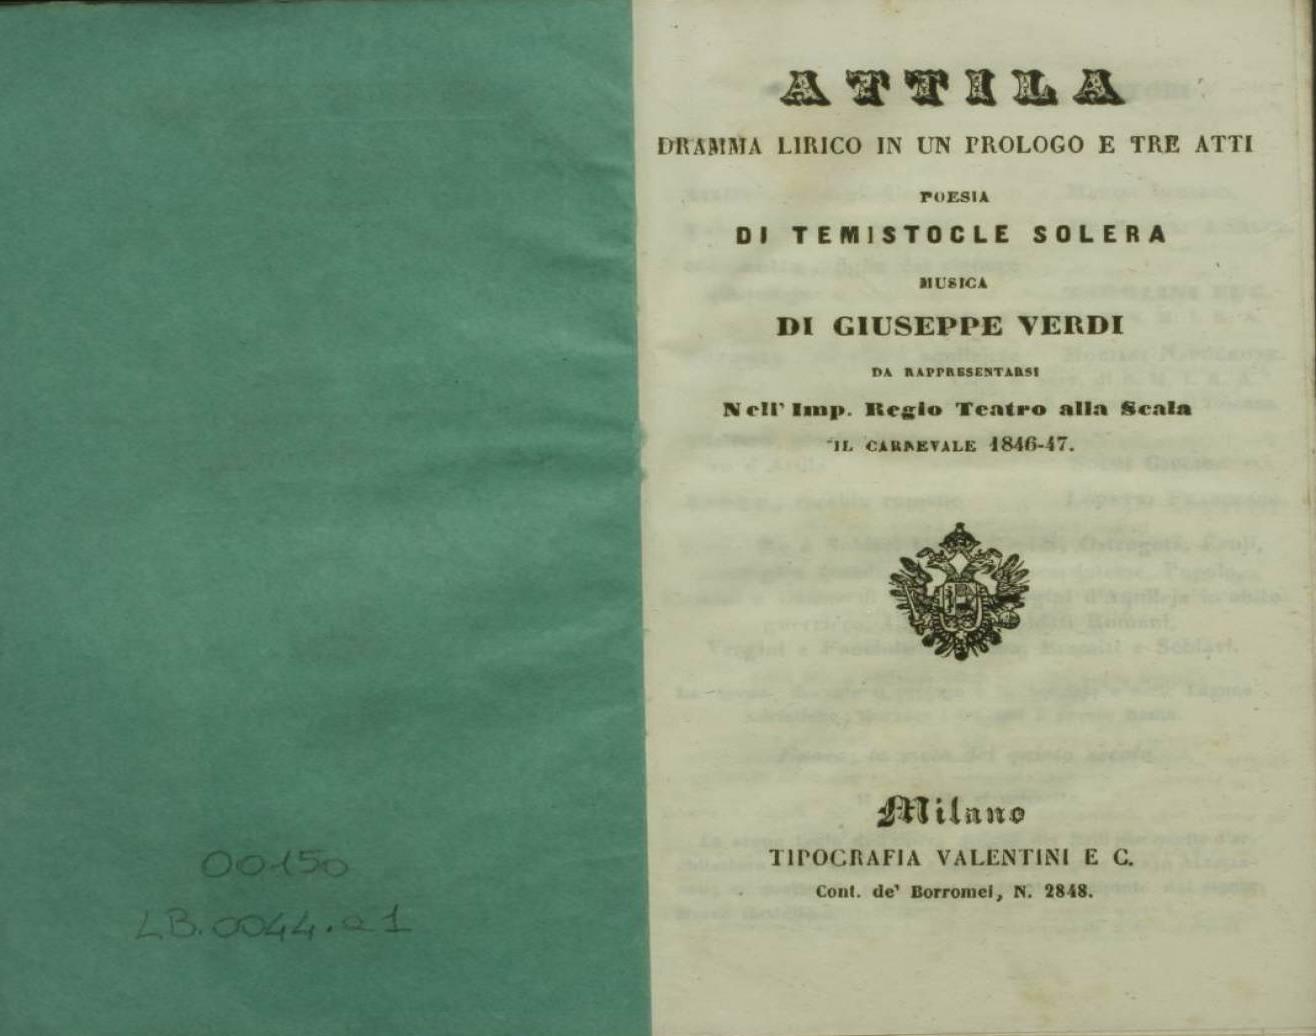 00150
LB.0044.a1
ATTILA
DRAMMA LIRICO IN UN PROLOGO E TRE ATTI
POESIA
DI TEMISTOCLE SOLERA
MUSICA
DI GIUSEPPE VERDI
DA RAPPRESENTARSI
Nell' Imp. Regio Teatro alla Scala
IL CARNEVALE 1846-47.
Milano
TIPOGRAFIA VALENTINI E C.
Cont. de' Borromei, N. 2848.